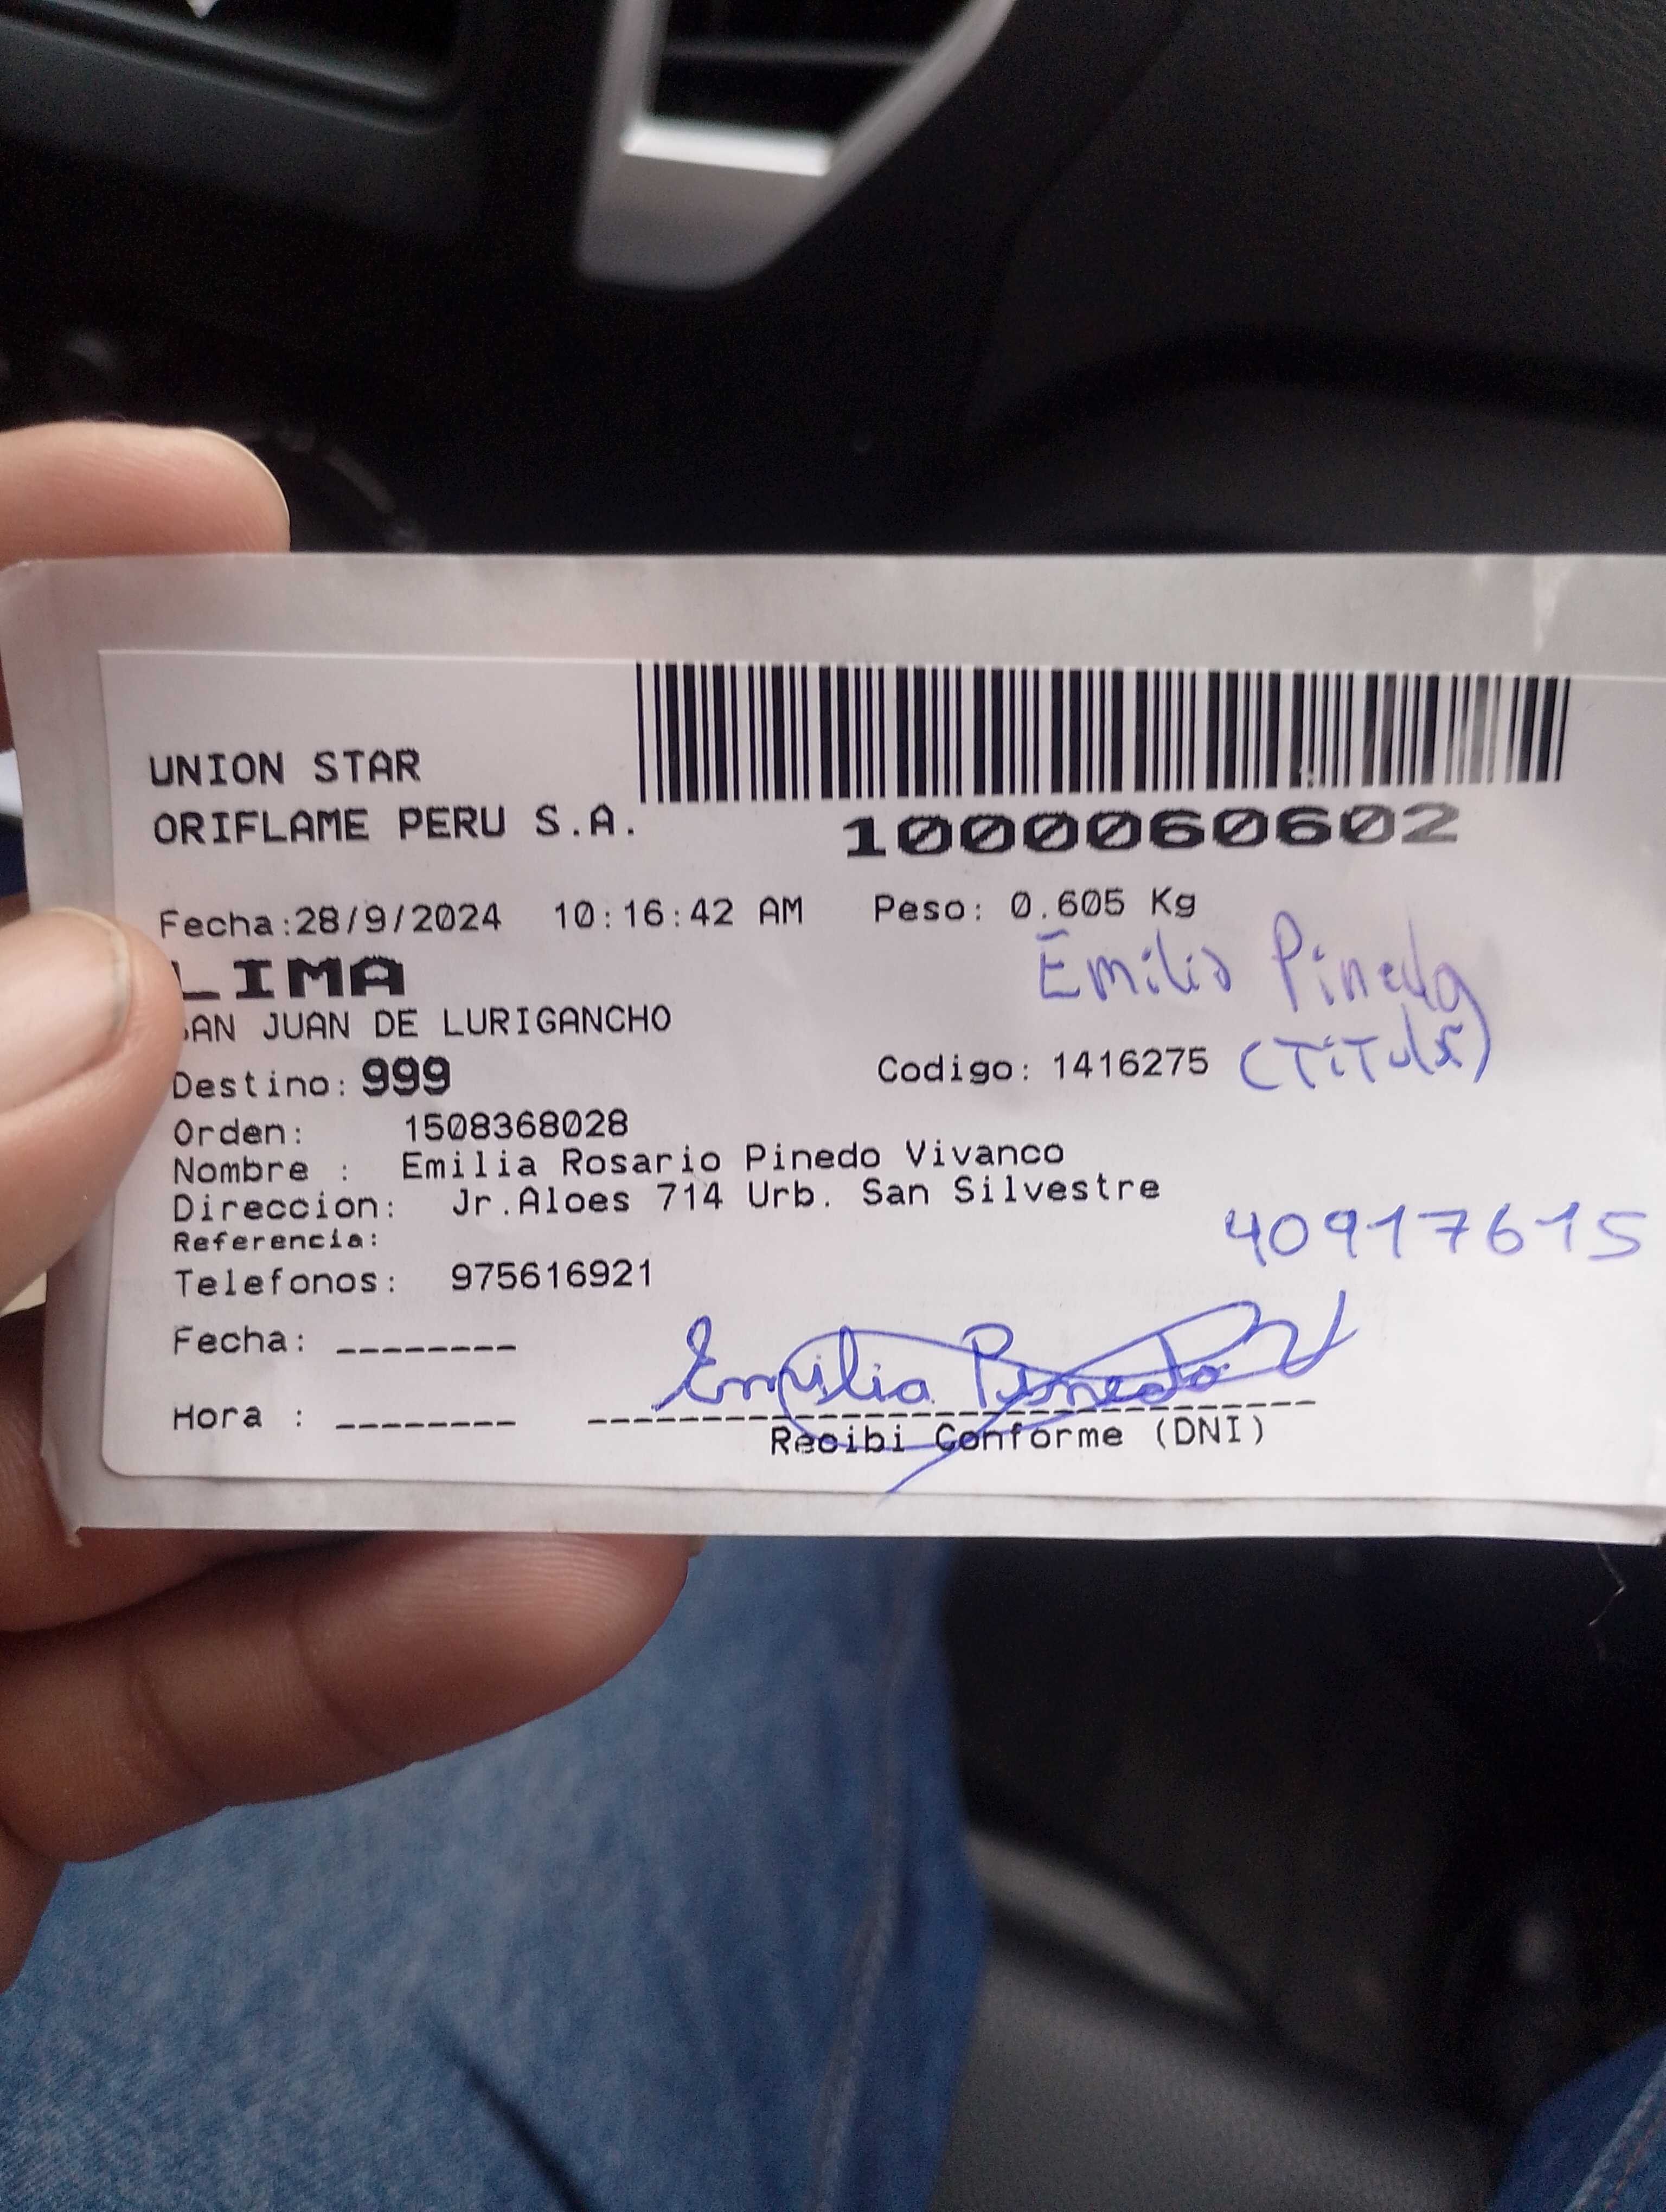 UNION STAR
ORIFLAME PERU S.A.
1000060602
Fecha:28/9/2024 10:16:42 AM Peso: 0.605 Kg
LIMA
Emilia Pinedo
SAN JUAN DE LURIGANCHO
Destino: 999 Codigo: 1416275 (Titular)
Orden: 1508368028
Nombre : Emilia Rosario Pinedo Vivanco
Direccion: Jr.Aloes 714 Urb. San Silvestre
Referencia:
40917615
Telefonos: 975616921
Fecha: --------
Emilia Pinedo
Hora : --------
Recibi Conforme (DNI)